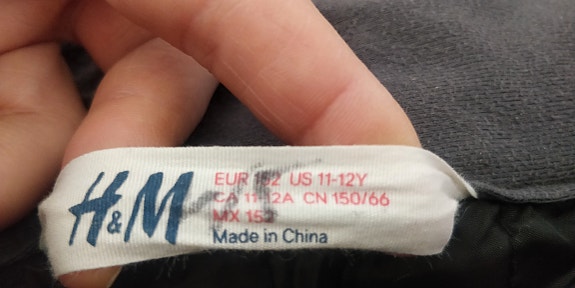 H&M
EUR 152 US 11-12Y
CA 11-12A CN 150/66
MX 152
Made in China